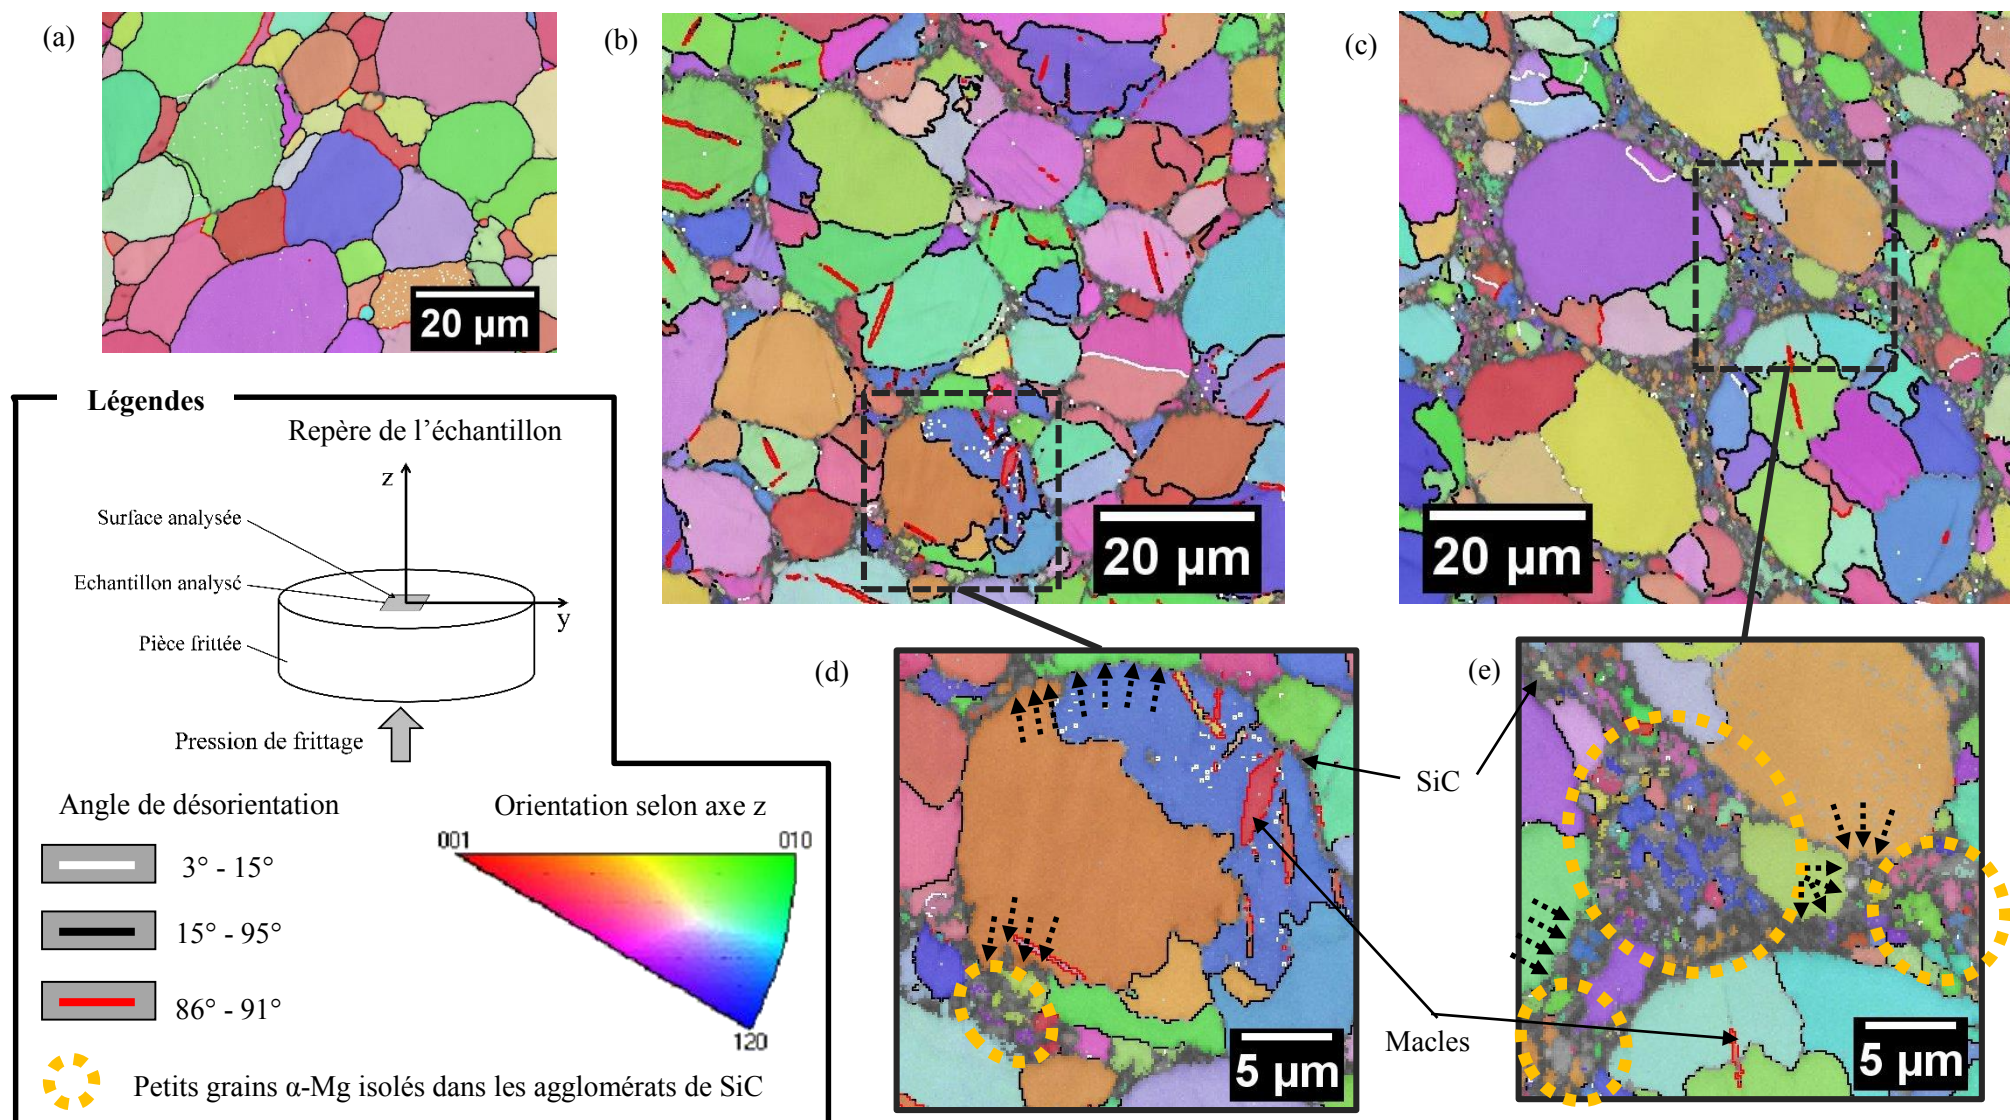 (a)
(b)
(c)
20 µm
20 µm
20 µm
Légendes
Repère de l’échantillon
z
Surface analysée
Echantillon analysé
y
Pièce frittée
Pression de frittage
Angle de désorientation
3° - 15°
15° - 95°
86° - 91°
Orientation selon axe z
001
010
120
Petits grains α-Mg isolés dans les agglomérats de SiC
(d)
(e)
SiC
Macles
5 µm
5 µm